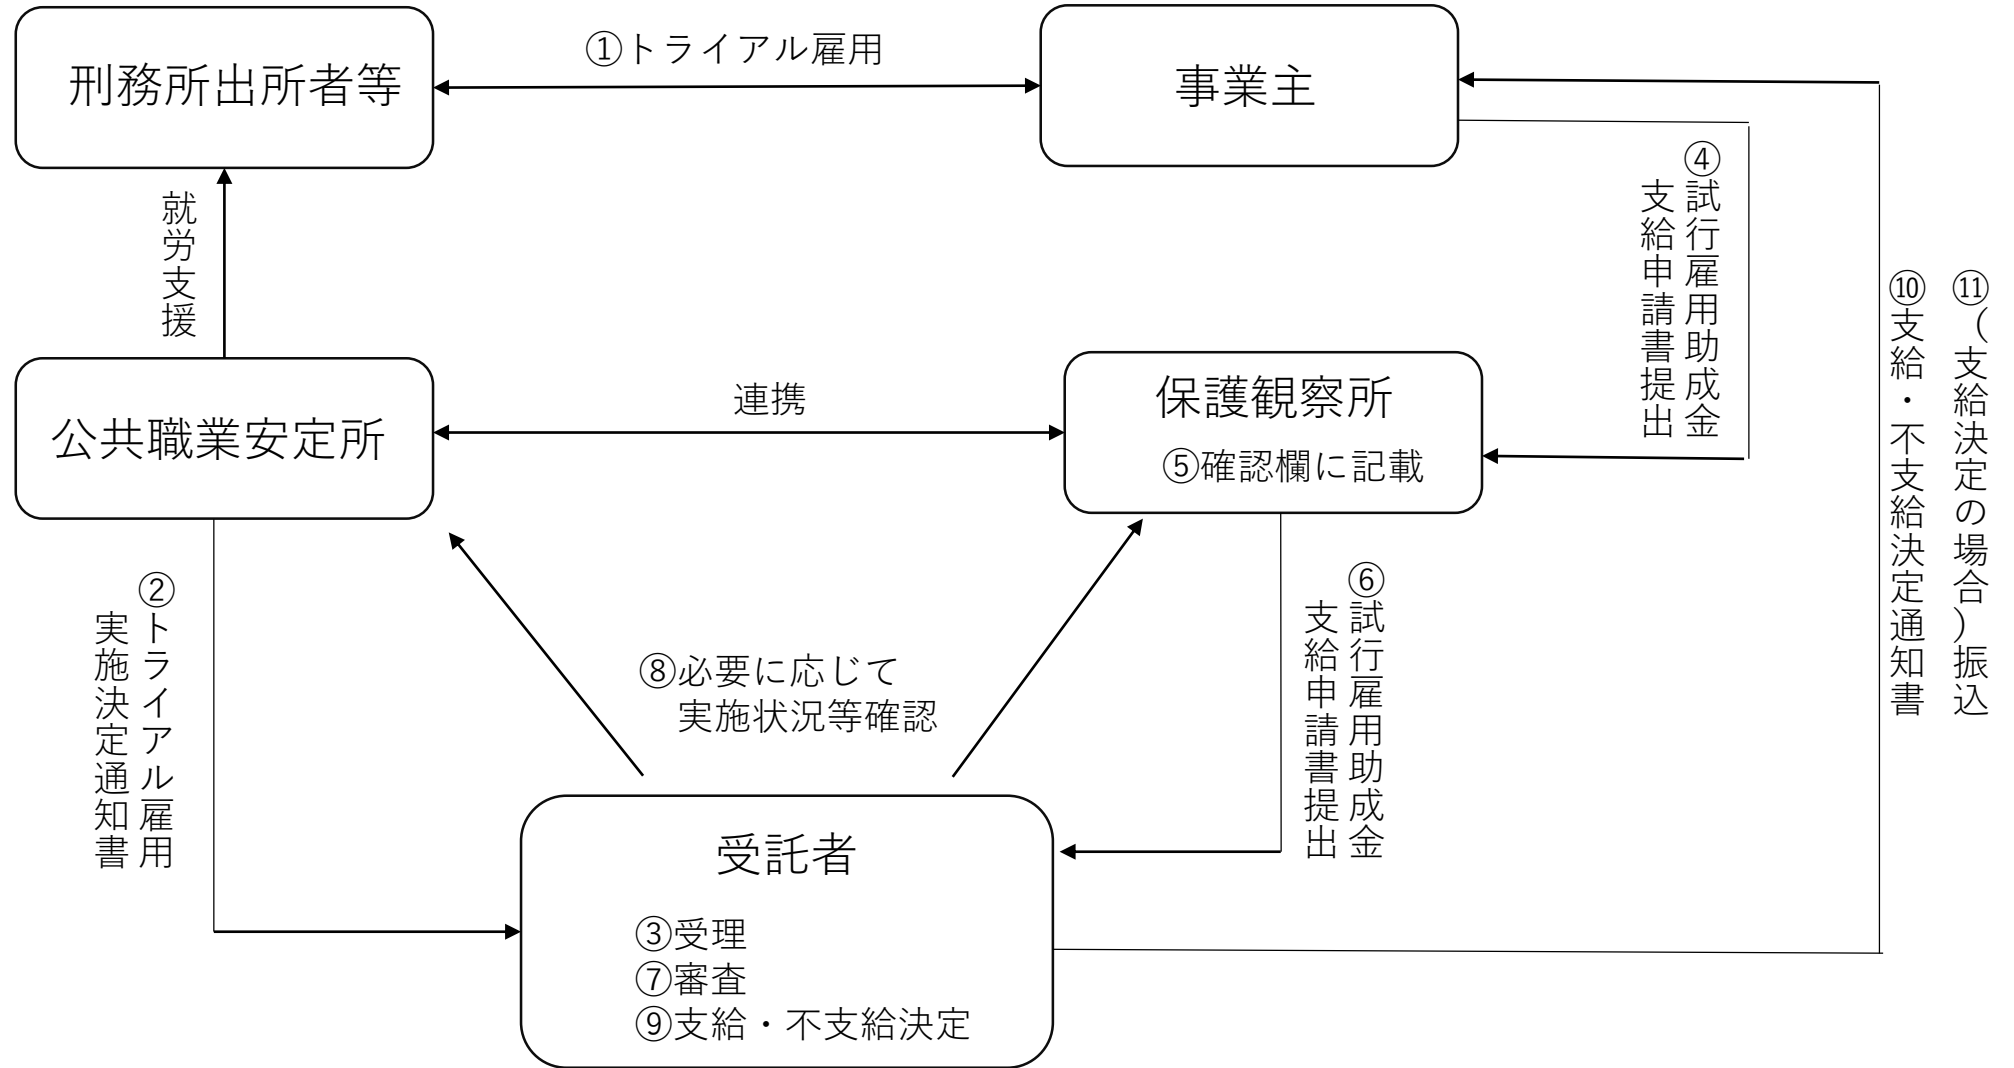 刑務所出所者等
①トライアル雇用
事業主
就労支援
④試行雇用助成金
支給申請書提出
⑪（支給決定の場合）振込
⑩支給・不支給決定通知書
公共職業安定所
連携
保護観察所
⑤確認欄に記載
②トライアル雇用
実施決定通知書
⑧必要に応じて
実施状況等確認
⑥試行雇用助成金
支給申請書提出
受託者
③受理
⑦審査
⑨支給・不支給決定